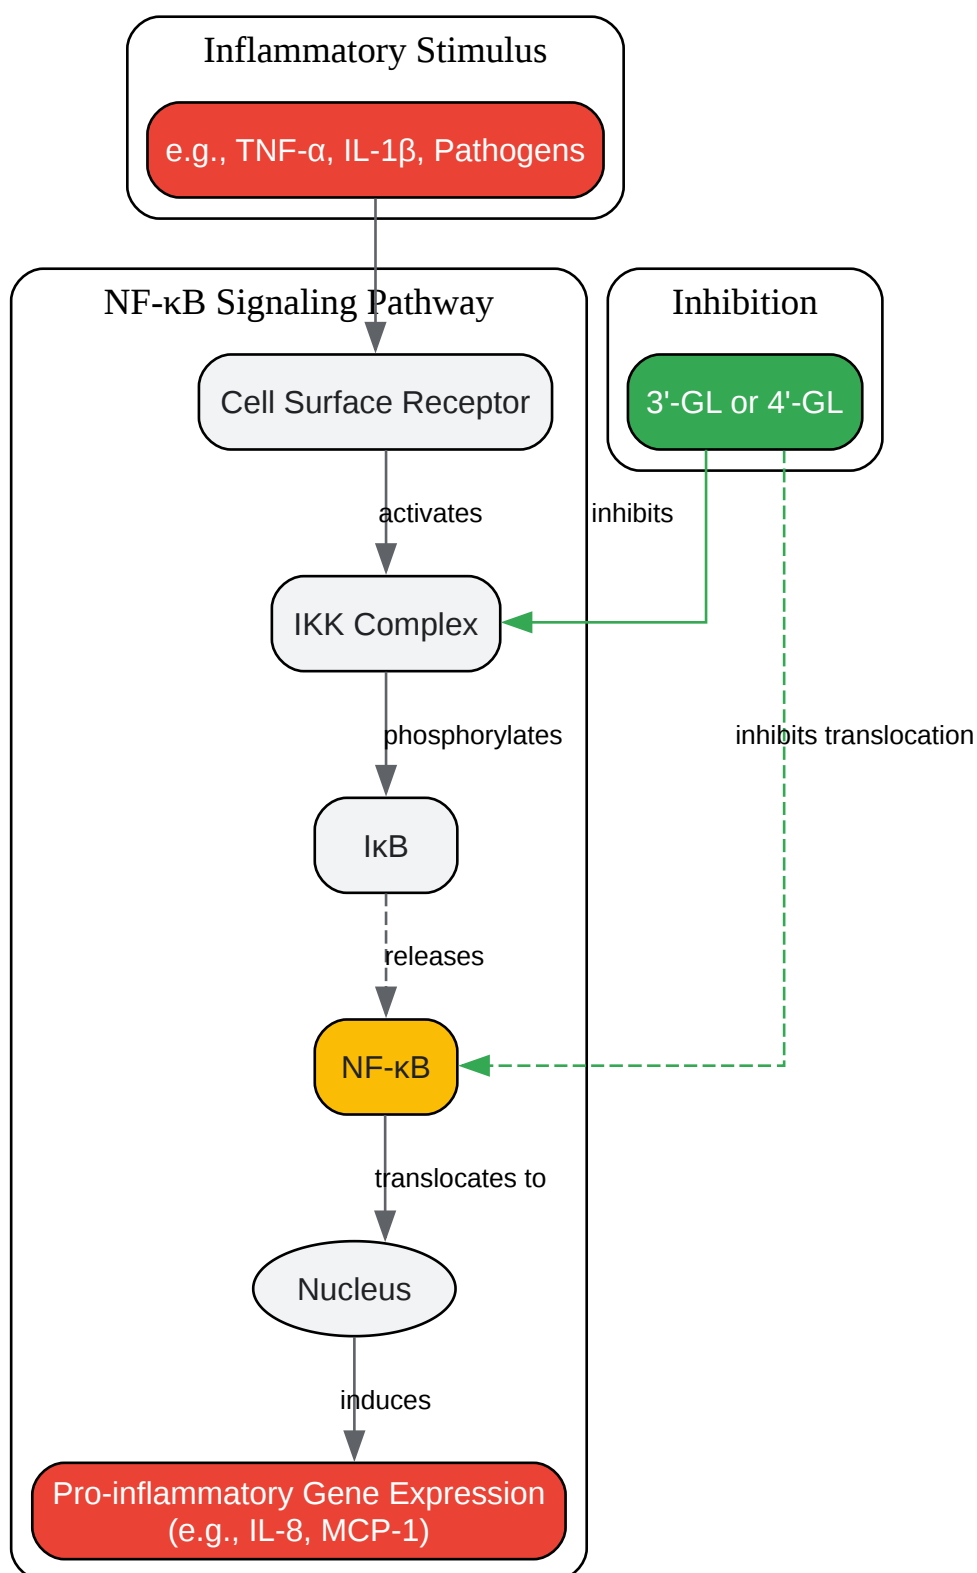 Inflammatory Stimulus
e.g., TNF-α, IL-1β, Pathogens
NF-κB Signaling Pathway
Inhibition
Cell Surface Receptor
3'-GL or 4'-GL
activates
inhibits
IKK Complex
phosphorylates
inhibits translocation
IκB
releases
NF-κB
translocates to
Nucleus
induces
Pro-inflammatory Gene Expression
(e.g., IL-8, MCP-1)